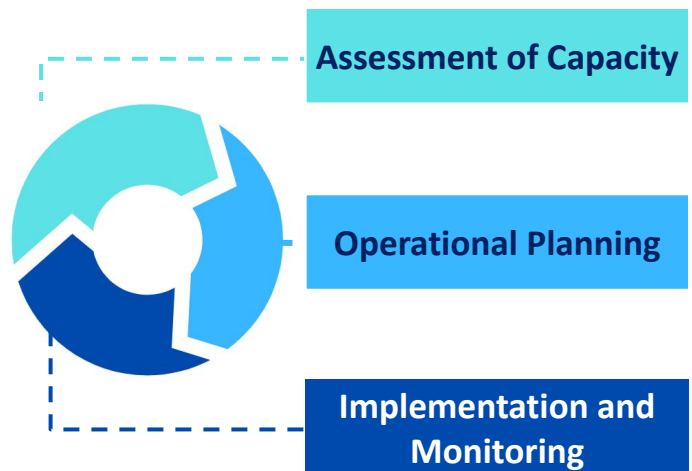 Assessment of Capacity
Operational Planning
Implementation and
Monitoring